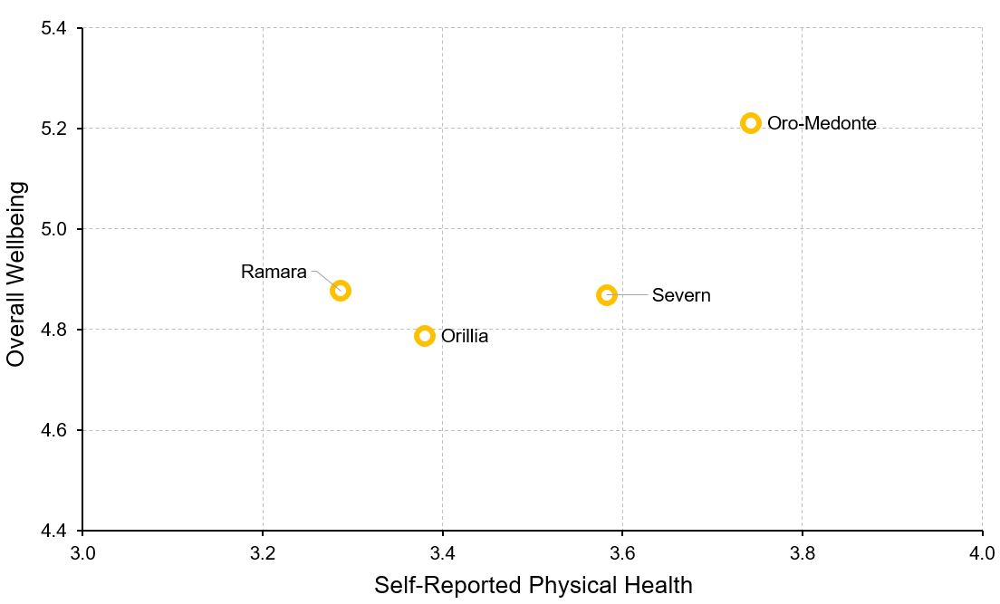 5.4
5.2
5.0
4.8
4.6
4.4
Overall Wellbeing
Oro-Medonte
Ramara
Severn
Orillia
3.0 3.2 3.4 3.6 3.8 4.0
Self-Reported Physical Health